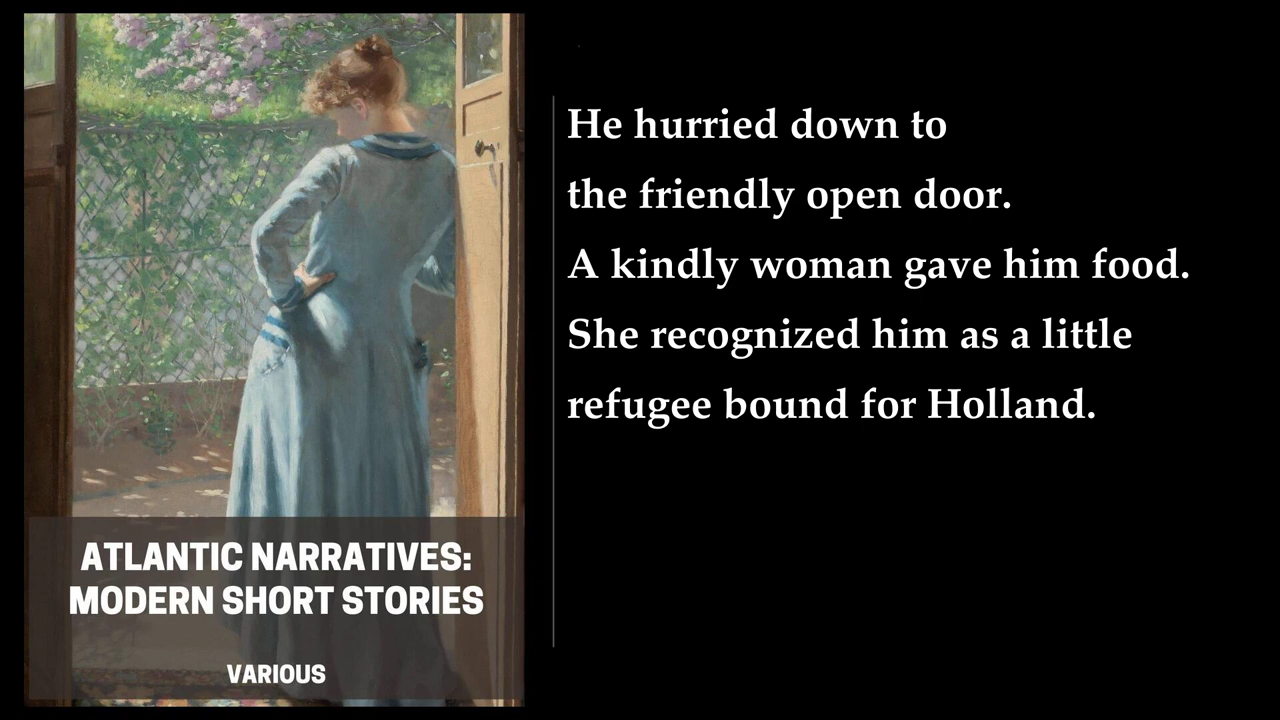 He hurried down to
the friendly open door.
A kindly woman gave him food.
She recognized him as a little
refugee bound for Holland.
ATLANTIC NARRATIVES:
MODERN SHORT STORIES
VARIOUS